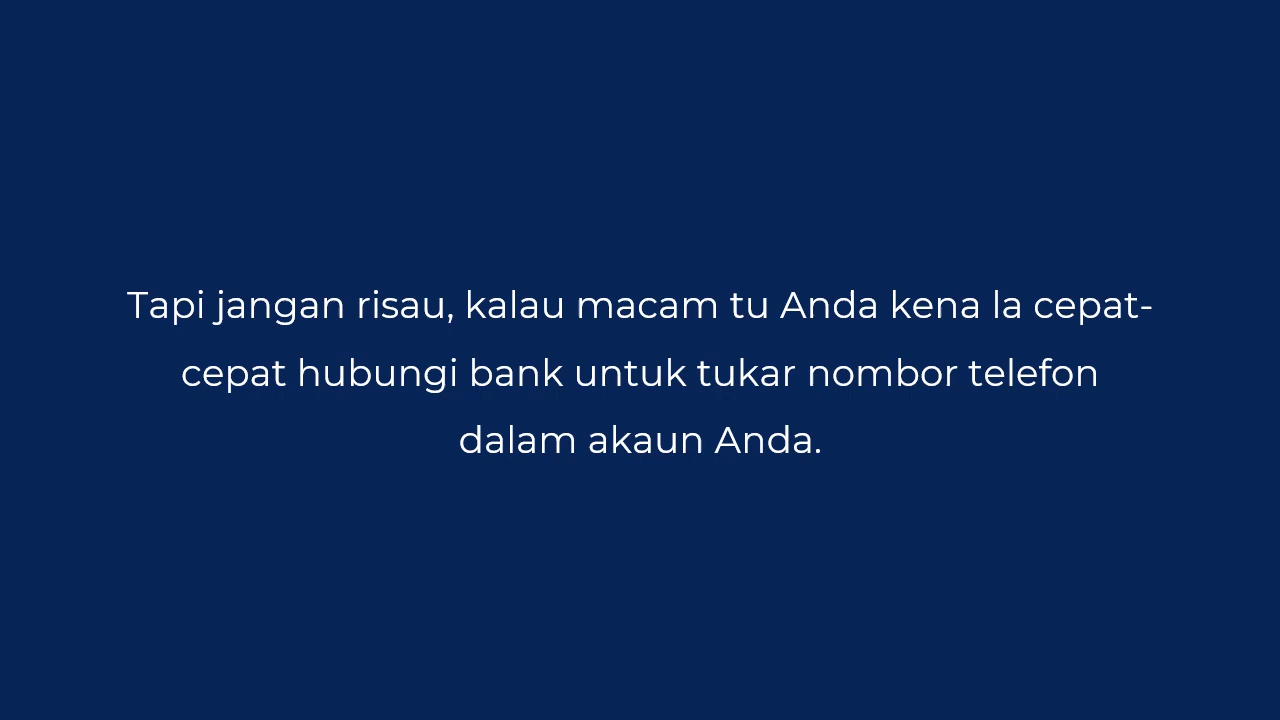 Tapi jangan risau, kalau macam tu Anda kena la cepat-
cepat hubungi bank untuk tukar nombor telefon
dalam akaun Anda.